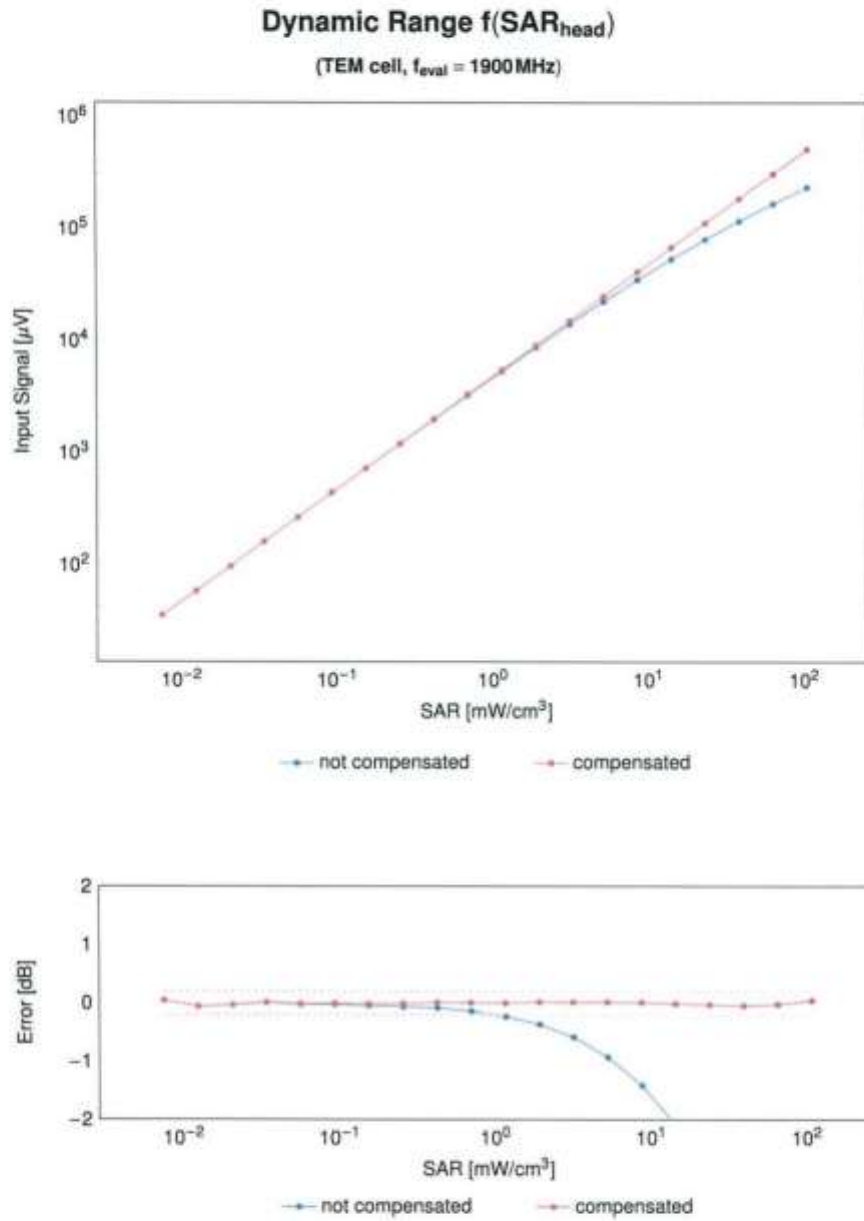 Dynamic Range f(SAR_head)
(TEM cell, f_eval = 1900 MHz)
10⁶
10⁵
10⁴
10³
10²
Input Signal [µV]
10⁻² 10⁻¹ 10⁰ 10¹ 10²
SAR [mW/cm³]
not compensated compensated
2
1
0
−1
−2
Error [dB]
10⁻² 10⁻¹ 10⁰ 10¹ 10²
SAR [mW/cm³]
not compensated compensated